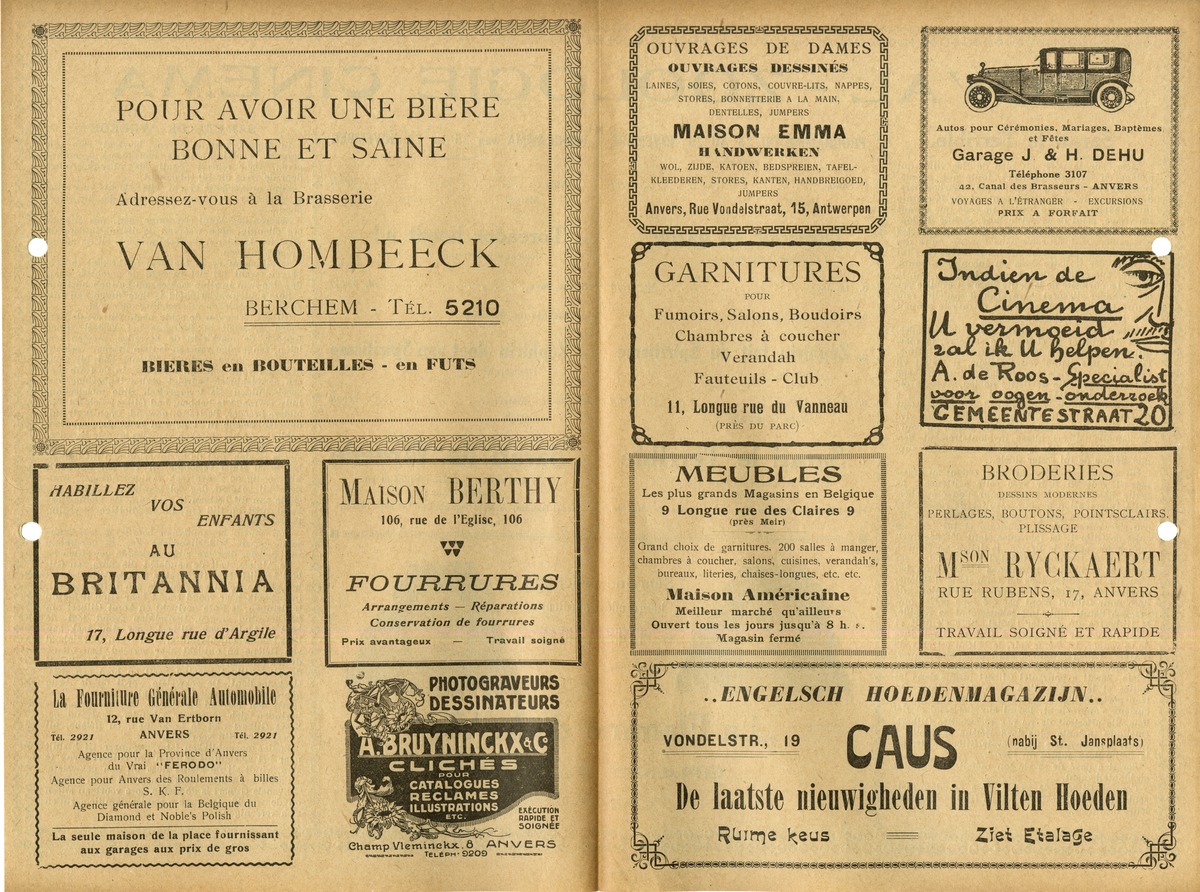 POUR AVOIR UNE BIÈRE
BONNE ET SAINE
Adressez-vous à la Brasserie
VAN HOMBEECK
BERCHEM - TÉL. 5210
BIERES en BOUTEILLES - en FUTS
HABILLEZ
VOS
ENFANTS
AU
BRITANNIA
17, Longue rue d'Argile
MAISON BERTHY
106, rue de l'Eglise, 106
FOURRURES
Arrangements — Réparations
Conservation de fourrures
Prix avantageux — Travail soigné
La Fourniture Générale Automobile
12, rue Van Ertborn
Tél. 2921 ANVERS Tél. 2921
Agence pour la Province d'Anvers
du Vrai "FERODO"
Agence pour Anvers des Roulements à billes
S. K. F.
Agence générale pour la Belgique du
Diamond et Noble's Polish
La seule maison de la place fournissant
aux garages aux prix de gros
PHOTOGRAVEURS
DESSINATEURS
A. BRUYNINCKX & Co
CLICHÉS
POUR
CATALOGUES
RECLAMES
ILLUSTRATIONS
ETC.
EXÉCUTION
RAPIDE ET
SOIGNÉE
Champ Vleminckx, 8 ANVERS
TÉLÉPH. 9209
OUVRAGES DE DAMES
OUVRAGES DESSINÉS
LAINES, SOIES, COTONS, COUVRE-LITS, NAPPES,
STORES, BONNETTERIE A LA MAIN,
DENTELLES, JUMPERS
MAISON EMMA
HANDWERKEN
WOL, ZIJDE, KATOEN, BEDSPREIEN, TAFEL-
KLEEDEREN, STORES, KANTEN, HANDBREIGOED,
JUMPERS
Anvers, Rue Vondelstraat, 15, Antwerpen
Autos pour Cérémonies, Mariages, Baptèmes
et Fêtes
Garage J. & H. DEHU
Téléphone 3107
42, Canal des Brasseurs - ANVERS
VOYAGES A L'ÉTRANGER - EXCURSIONS
PRIX A FORFAIT
GARNITURES
POUR
Fumoirs, Salons, Boudoirs
Chambres à coucher
Verandah
Fauteuils - Club
11, Longue rue du Vanneau
(PRÈS DU PARC)
Indien de
Cinema
U vermoeid
zal ik U helpen.
A. de Roos - Specialist
voor oogen - onderzoek
GEMEENTESTRAAT 20
MEUBLES
Les plus grands Magasins en Belgique
9 Longue rue des Claires 9
(près Meir)
Grand choix de garnitures. 200 salles à manger,
chambres à coucher, salons, cuisines, verandah's,
bureaux, literies, chaises-longues, etc. etc.
Maison Américaine
Meilleur marché qu'ailleurs
Ouvert tous les jours jusqu'à 8 h. s.
Magasin fermé
BRODERIES
DESSINS MODERNES
PERLAGES, BOUTONS, POINTSCLAIRS.
PLISSAGE
MSON RYCKAERT
RUE RUBENS, 17, ANVERS
TRAVAIL SOIGNÉ ET RAPIDE
..ENGELSCH HOEDENMAGAZIJN..
VONDELSTR., 19 CAUS (nabij St. Jansplaats)
De laatste nieuwigheden in Vilten Hoeden
Ruime keus Ziet Etalage